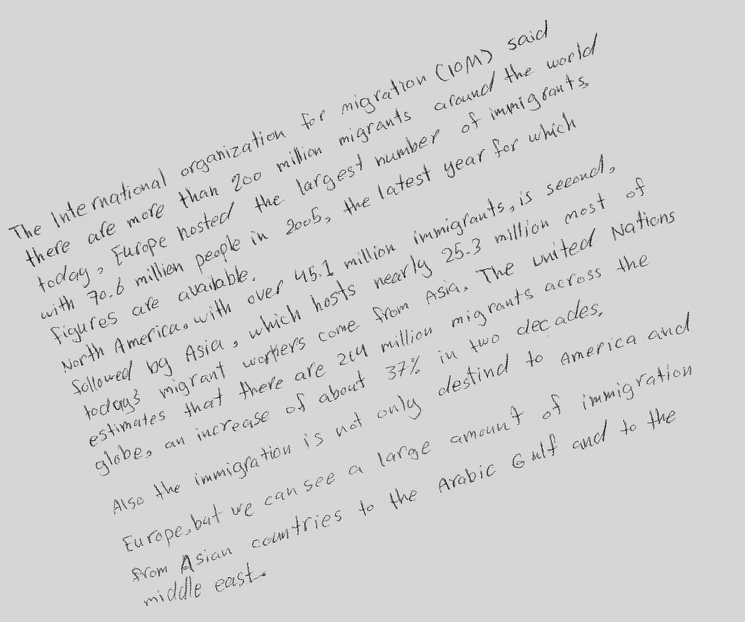 The International organization for migration (IOM) said
there are more than 200 million migrants around the world
today, Europe hosted the largest number of immigrants,
with 70.6 million people in 2005, the latest year for which
figures are available.
North America, with over 45.1 million immigrants, is second,
followed by Asia, which hosts nearly 25.3 million most of
todays migrant workers come from Asia. The united Nations
estimates that there are 214 million migrants across the
globe, an increase of about 37% in two decades.
Also the immigration is not only destind to America and
Europe, but we can see a large amount of immigration
from Asian countries to the Arabic Gulf and to the
middle east.